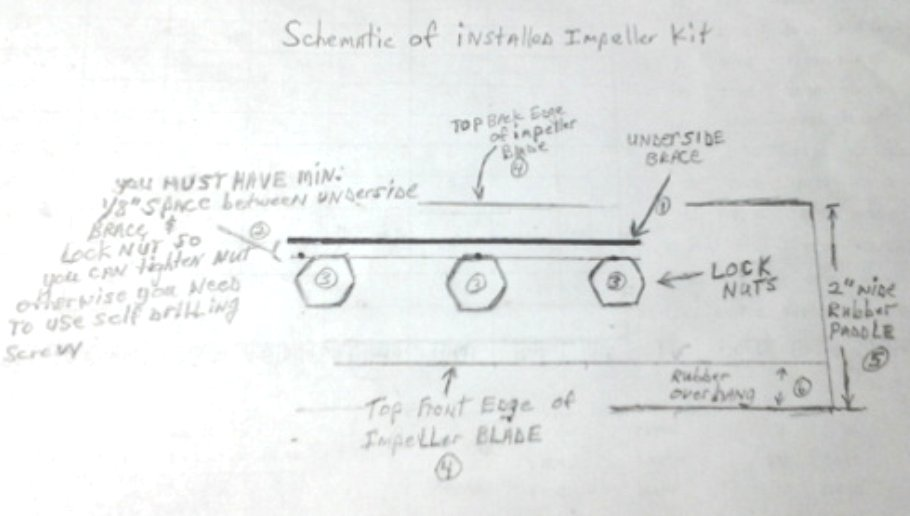 Schematic of installed Impeller Kit
TOP Back Edge
of impeller
Blade
4
UNDERSIDE
BRACE
1
you MUST HAVE MIN:
1/8" SPACE between UNDERSIDE
BRACE &
LOCK NUT SO
you CAN tighten NUT
otherwise you Need
To use self DRILLING
Screw
2
3
3
3
LOCK
NUTS
2" wide
Rubber
PADDLE
5
Rubber
overhang
6
Top Front Edge of
Impeller BLADE
4